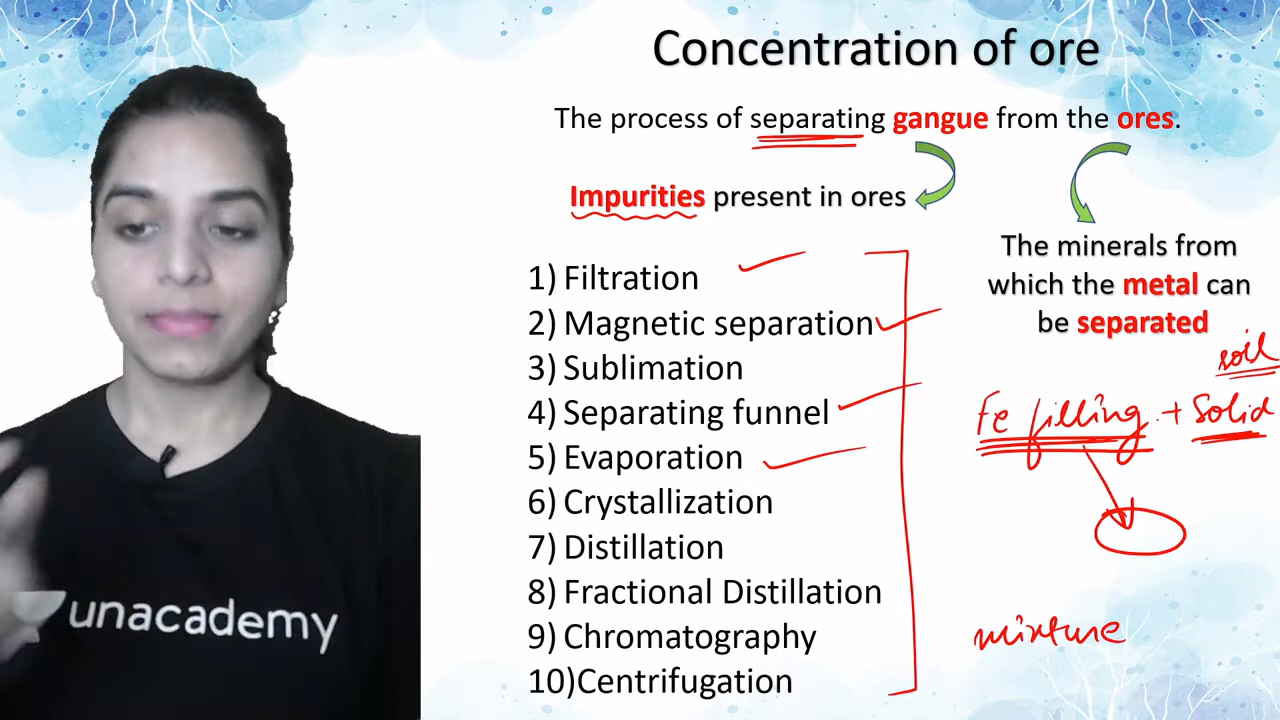 Concentration of ore
The process of separating gangue from the ores.
Impurities present in ores
The minerals from
which the metal can
be separated
1) Filtration
2) Magnetic separation
3) Sublimation
4) Separating funnel
5) Evaporation
6) Crystallization
7) Distillation
8) Fractional Distillation
9) Chromatography
10)Centrifugation
soil
Fe filling + Solid
mixture
unacademy